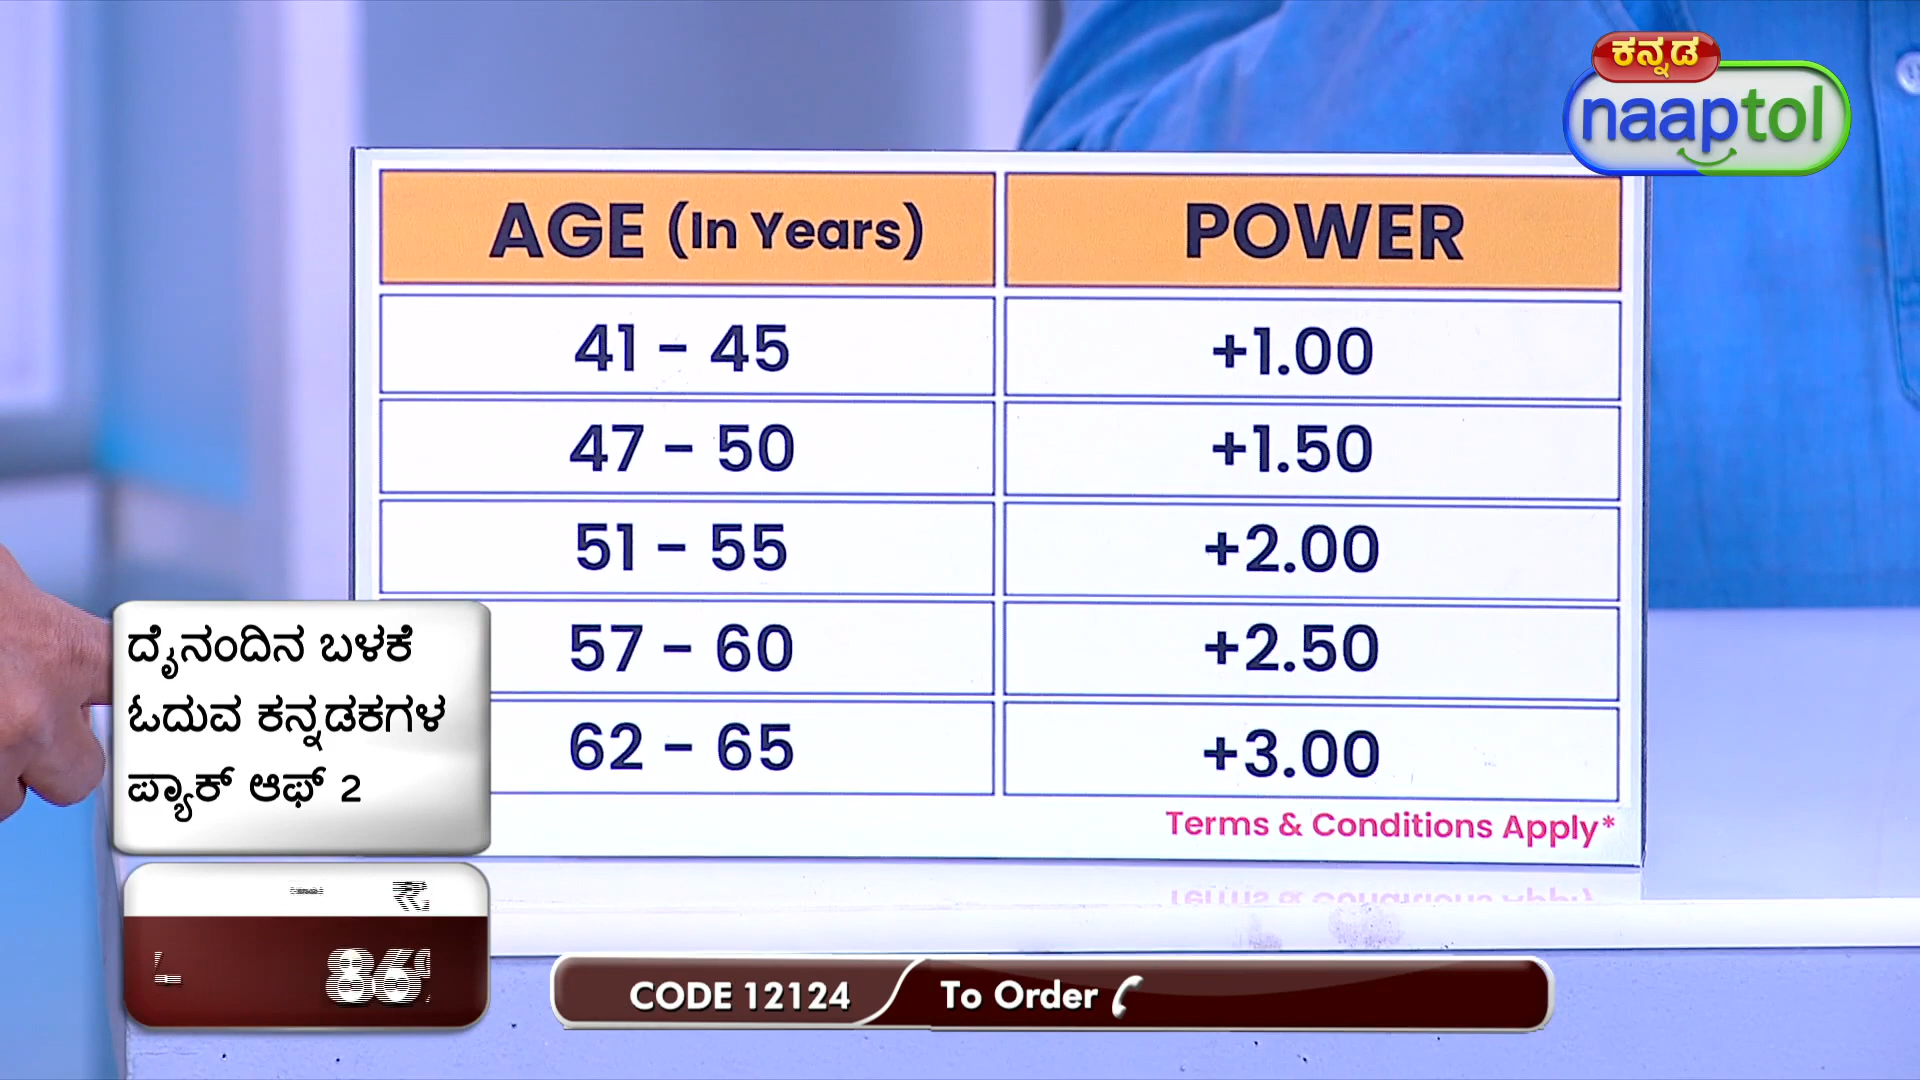 ಕನ್ನಡ
naaptol
AGE (In Years) POWER
41 - 45 +1.00
47 - 50 +1.50
51 - 55 +2.00
57 - 60 +2.50
62 - 65 +3.00
Terms & Conditions Apply*
ದೈನಂದಿನ ಬಳಕೆ
ಓದುವ ಕನ್ನಡಕಗಳ
ಪ್ಯಾಕ್ ಆಫ್ 2
CODE 12124 To Order